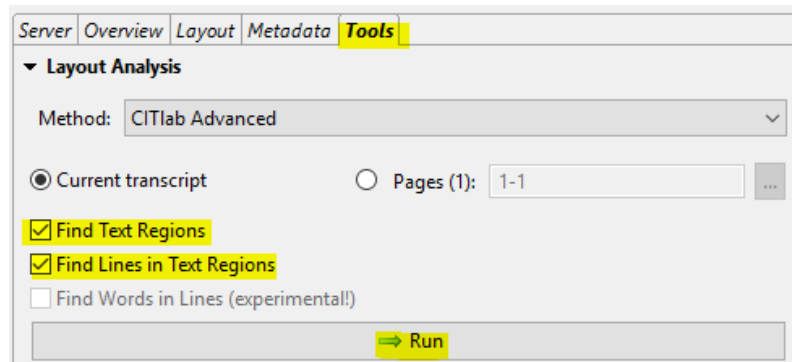 Server Overview Layout Metadata Tools
Layout Analysis
Method: CITlab Advanced
Current transcript Pages (1): 1-1 ...
Find Text Regions
Find Lines in Text Regions
Find Words in Lines (experimental!)
Run